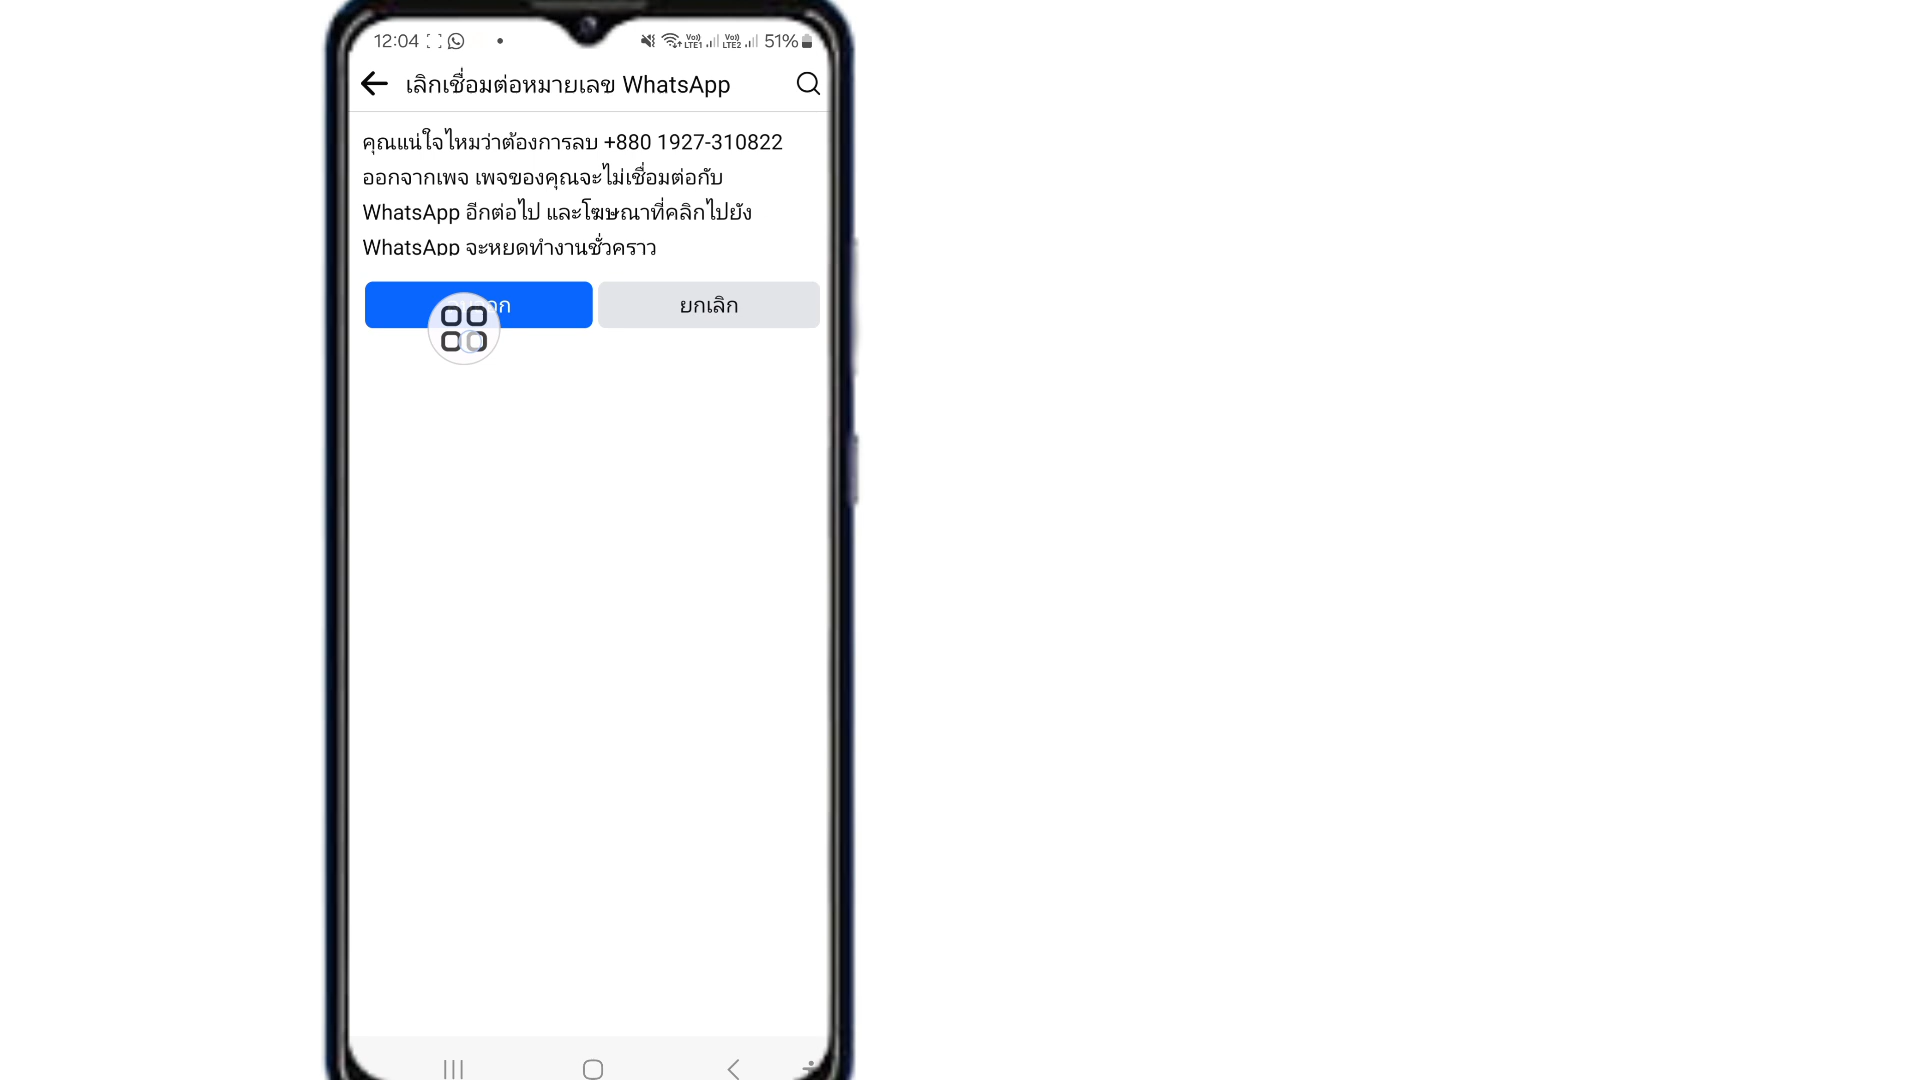 12:04 Vo)) LTE1 Vo)) LTE2 51%
เลิกเชื่อมต่อหมายเลข WhatsApp
คุณแน่ใจไหมว่าต้องการลบ +880 1927-310822
ออกจากเพจ เพจของคุณจะไม่เชื่อมต่อกับ
WhatsApp อีกต่อไป และโฆษณาที่คลิกไปยัง
WhatsApp จะหยุดทำงานชั่วคราว
ยกเลิก